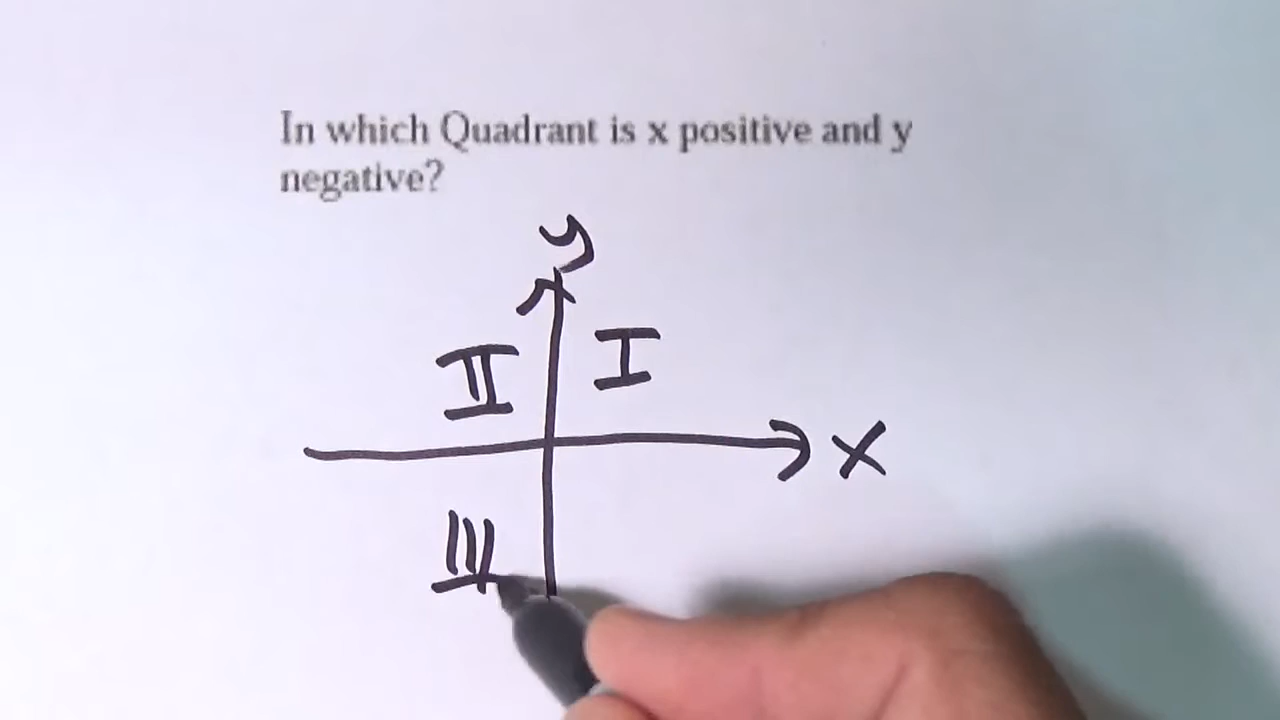 In which Quadrant is x positive and y
negative?
y
II I
x
III